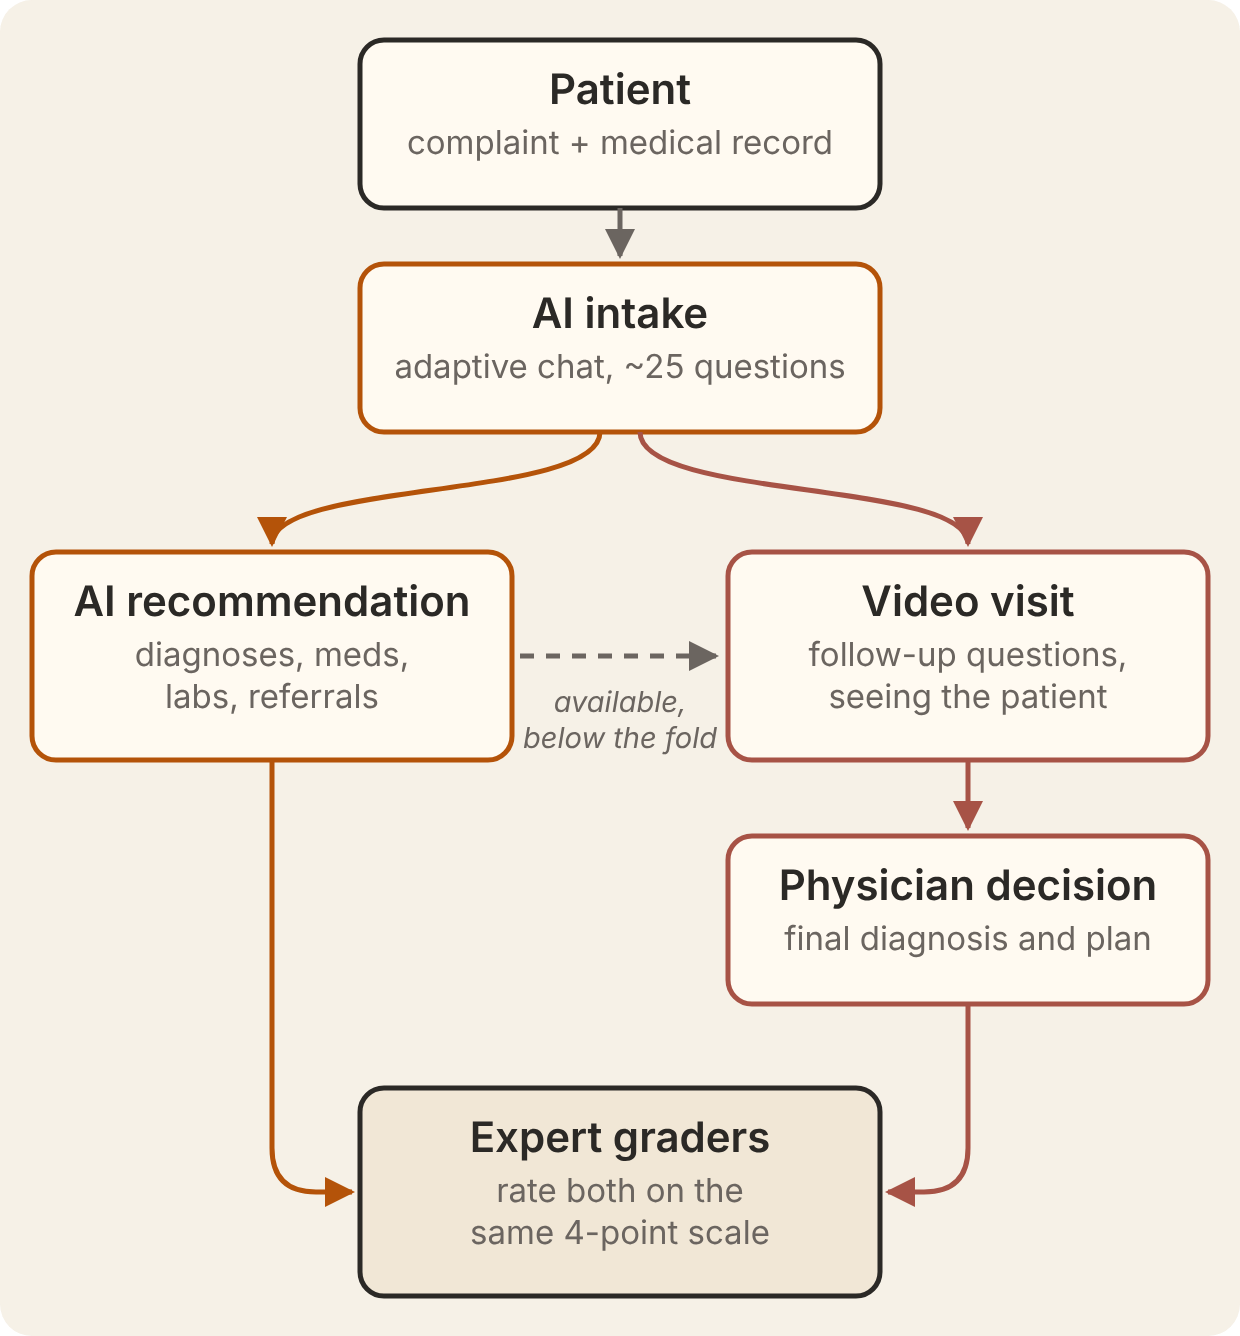 Patient
complaint + medical record
AI intake
adaptive chat, ~25 questions
AI recommendation
diagnoses, meds,
labs, referrals
available,
below the fold
Video visit
follow-up questions,
seeing the patient
Physician decision
final diagnosis and plan
Expert graders
rate both on the
same 4-point scale